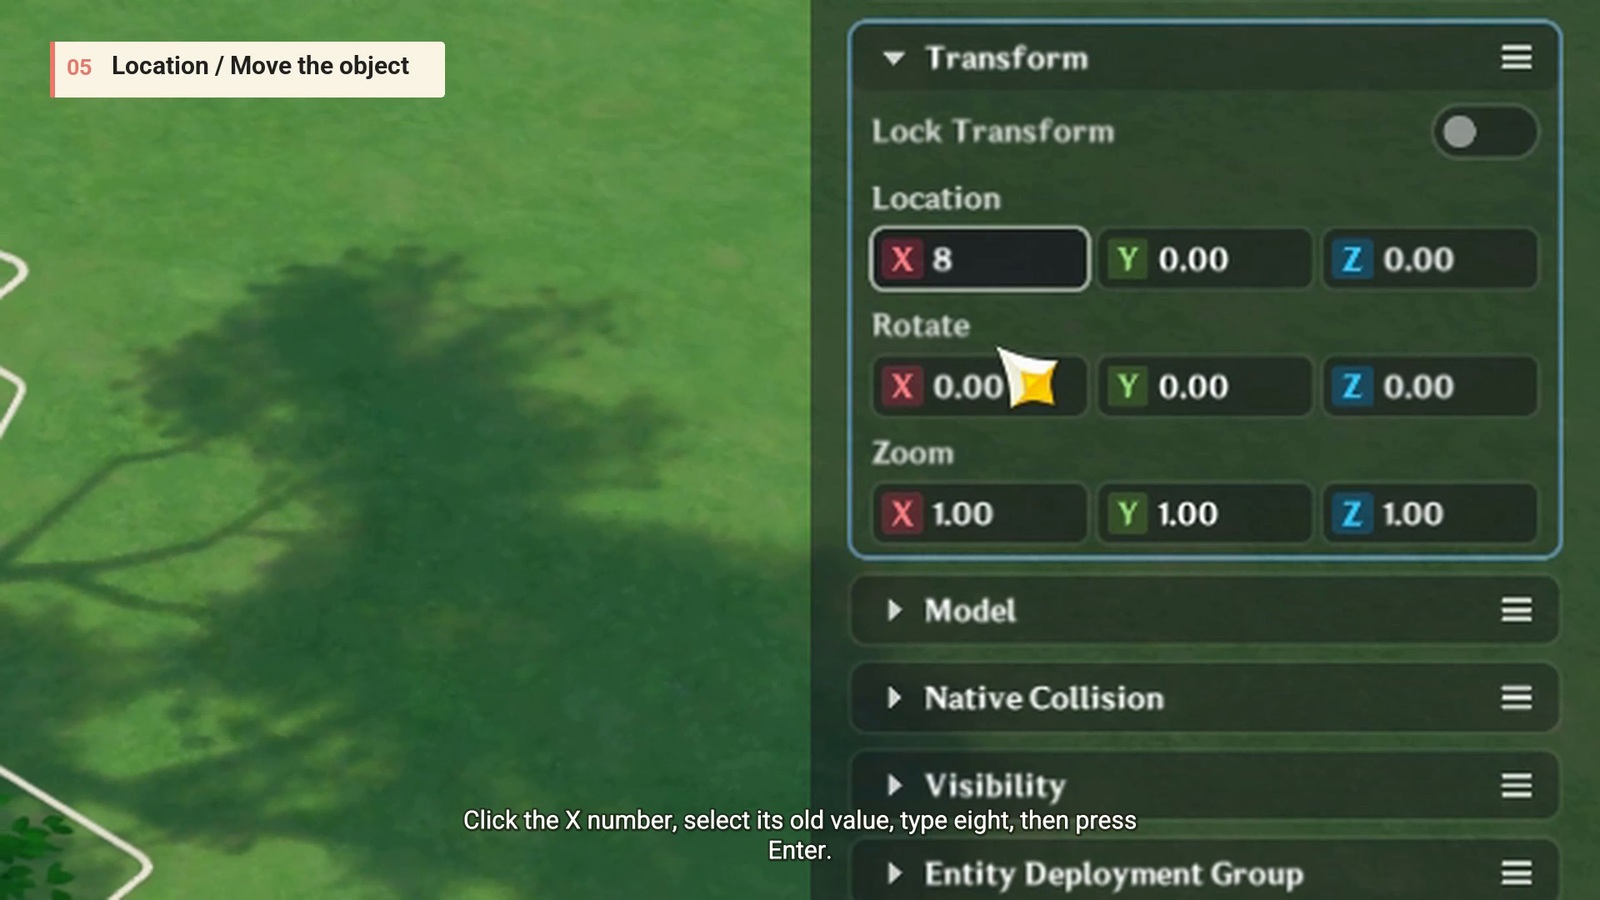 05 Location / Move the object
Transform
Lock Transform
Location
X 8 Y 0.00 Z 0.00
Rotate
X 0.00 Y 0.00 Z 0.00
Zoom
X 1.00 Y 1.00 Z 1.00
Model
Native Collision
Visibility
Click the X number, select its old value, type eight, then press
Enter.
Entity Deployment Group